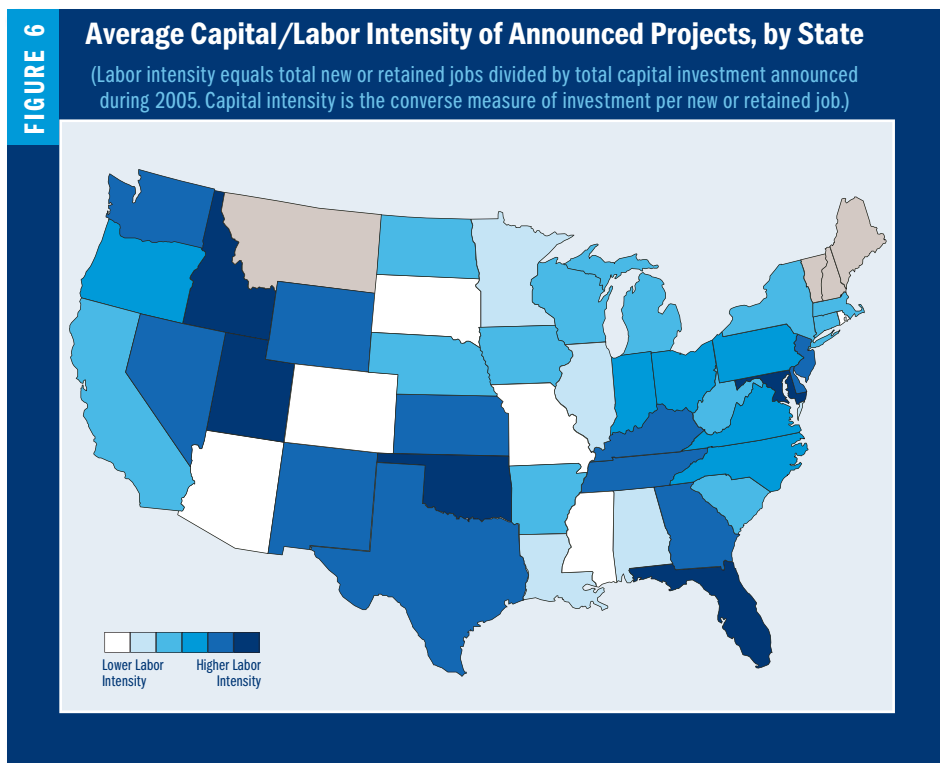 FIGURE 6
Average Capital/Labor Intensity of Announced Projects, by State
(Labor intensity equals total new or retained jobs divided by total capital investment announced
during 2005. Capital intensity is the converse measure of investment per new or retained job.)
Lower Labor
Intensity
Higher Labor
Intensity